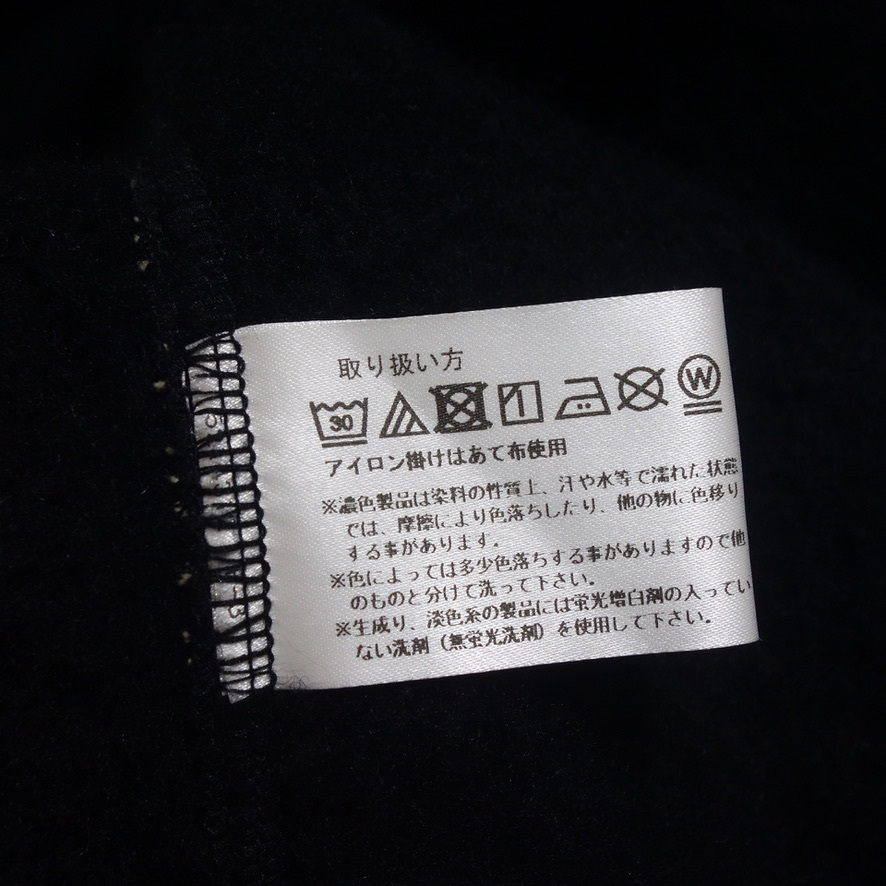 取り扱い方
30 W
アイロン掛けはあて布使用
※濃色製品は染料の性質上、汗や水等で濡れた状態
では、摩擦により色落ちしたり、他の物に色移り
する事があります。
※色によっては多少色落ちする事がありますので他
のものと分けて洗って下さい。
※生成り、淡色系の製品には蛍光増白剤の入ってい
ない洗剤（無蛍光洗剤）を使用して下さい。